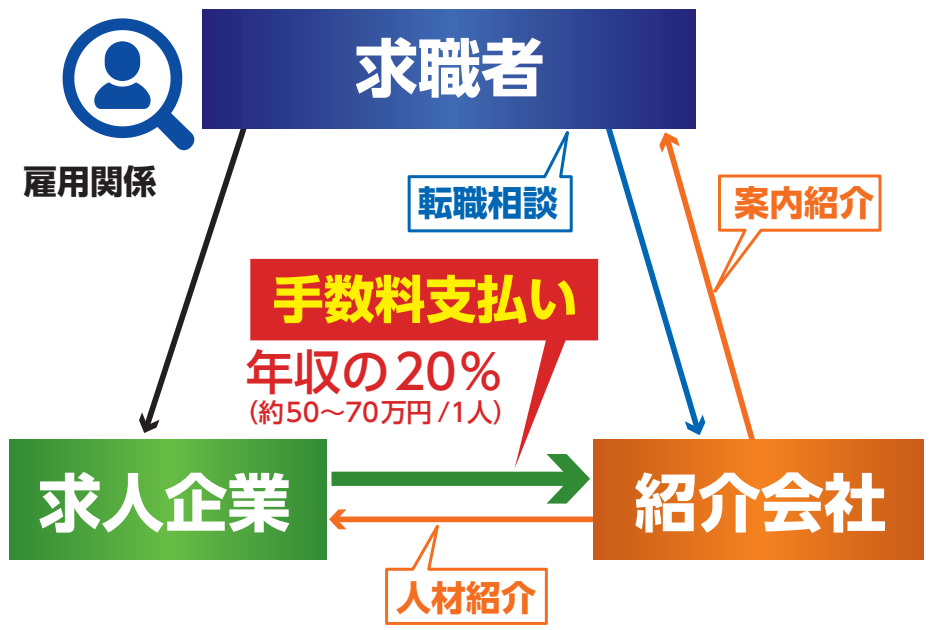 求職者
雇用関係
転職相談
案内紹介
手数料支払い
年収の20%
（約50～70万円/1人）
求人企業
紹介会社
人材紹介